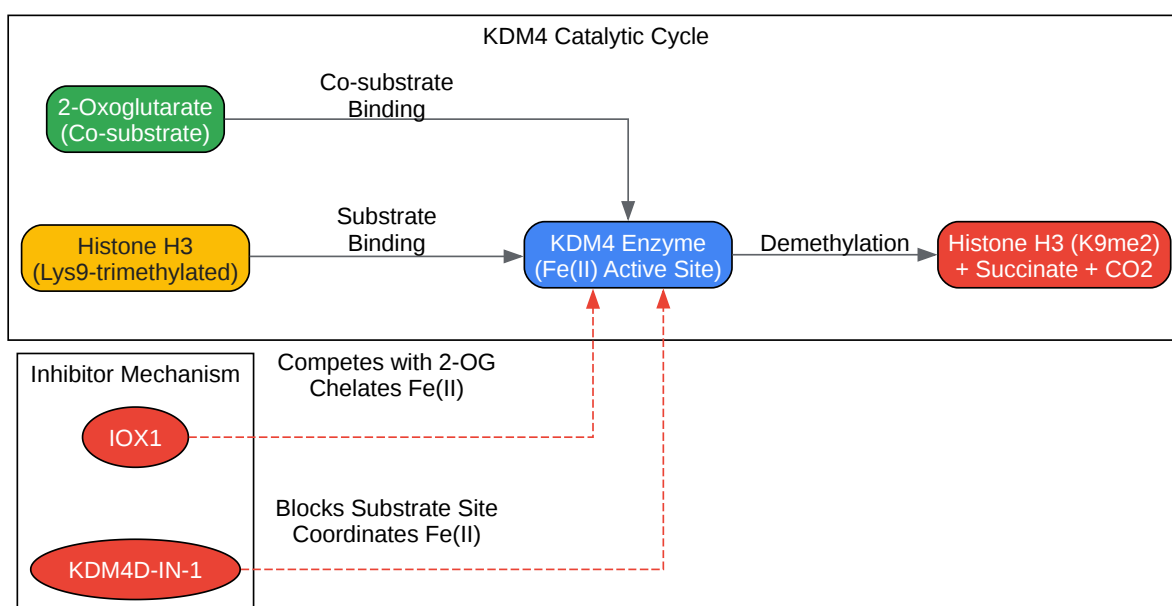 KDM4 Catalytic Cycle
2-Oxoglutarate
(Co-substrate)
Co-substrate
Binding
Histone H3
(Lys9-trimethylated)
Substrate
Binding
KDM4 Enzyme
(Fe(II) Active Site)
Demethylation
Histone H3 (K9me2)
+ Succinate + CO2
Inhibitor Mechanism
IOX1
Competes with 2-OG
Chelates Fe(II)
KDM4D-IN-1
Blocks Substrate Site
Coordinates Fe(II)